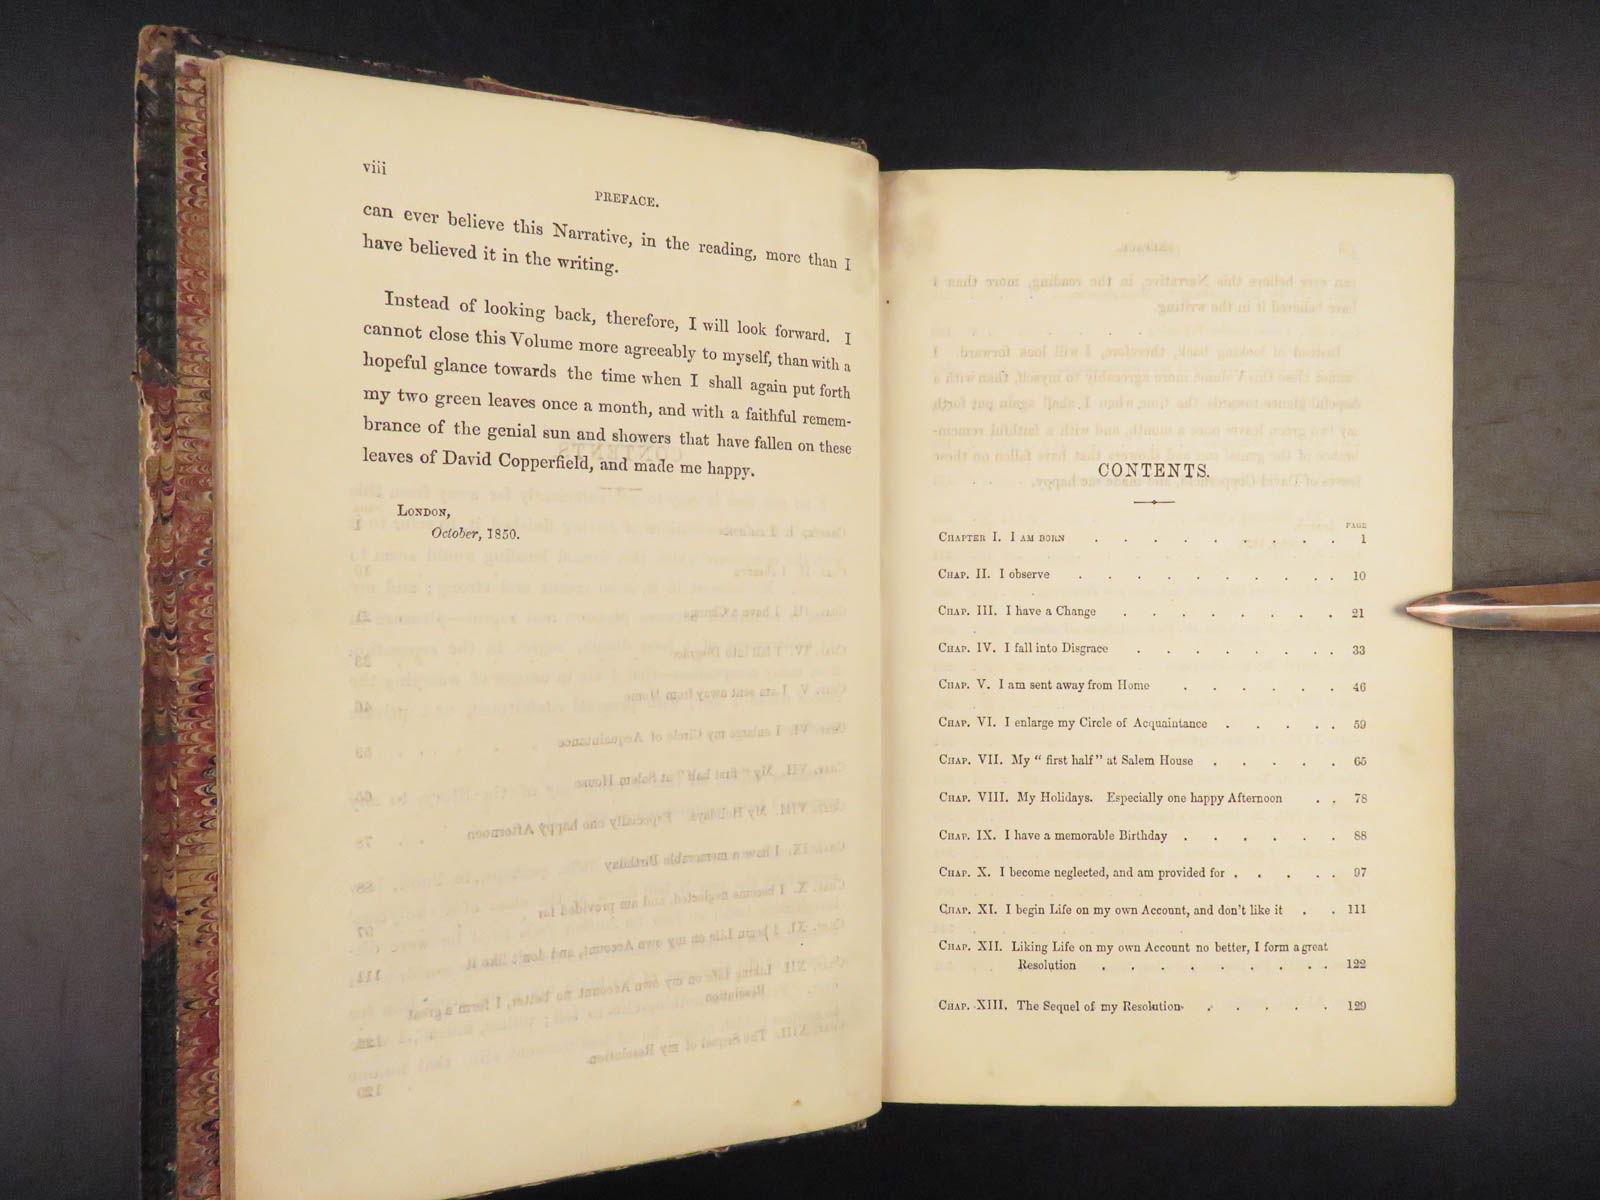 viii
PREFACE.
can ever believe this Narrative, in the reading, more than I
have believed it in the writing.
Instead of looking back, therefore, I will look forward. I
cannot close this Volume more agreeably to myself, than with a
hopeful glance towards the time when I shall again put forth
my two green leaves once a month, and with a faithful remem-
brance of the genial sun and showers that have fallen on these
leaves of David Copperfield, and made me happy.
London,
October, 1850.
CONTENTS.
PAGE
Chapter I. I am born . . . . . . . . . 1
Chap. II. I observe . . . . . . . . . 10
Chap. III. I have a Change . . . . . . . . 21
Chap. IV. I fall into Disgrace . . . . . . . . 33
Chap. V. I am sent away from Home . . . . . . 46
Chap. VI. I enlarge my Circle of Acquaintance . . . . . 59
Chap. VII. My " first half" at Salem House . . . . . 65
Chap. VIII. My Holidays. Especially one happy Afternoon . . 78
Chap. IX. I have a memorable Birthday . . . . . . 88
Chap. X. I become neglected, and am provided for . . . . . 97
Chap. XI. I begin Life on my own Account, and don't like it . . 111
Chap. XII. Liking Life on my own Account no better, I form a great
Resolution . . . . . . . . . 122
Chap. XIII. The Sequel of my Resolution . . . . . 129